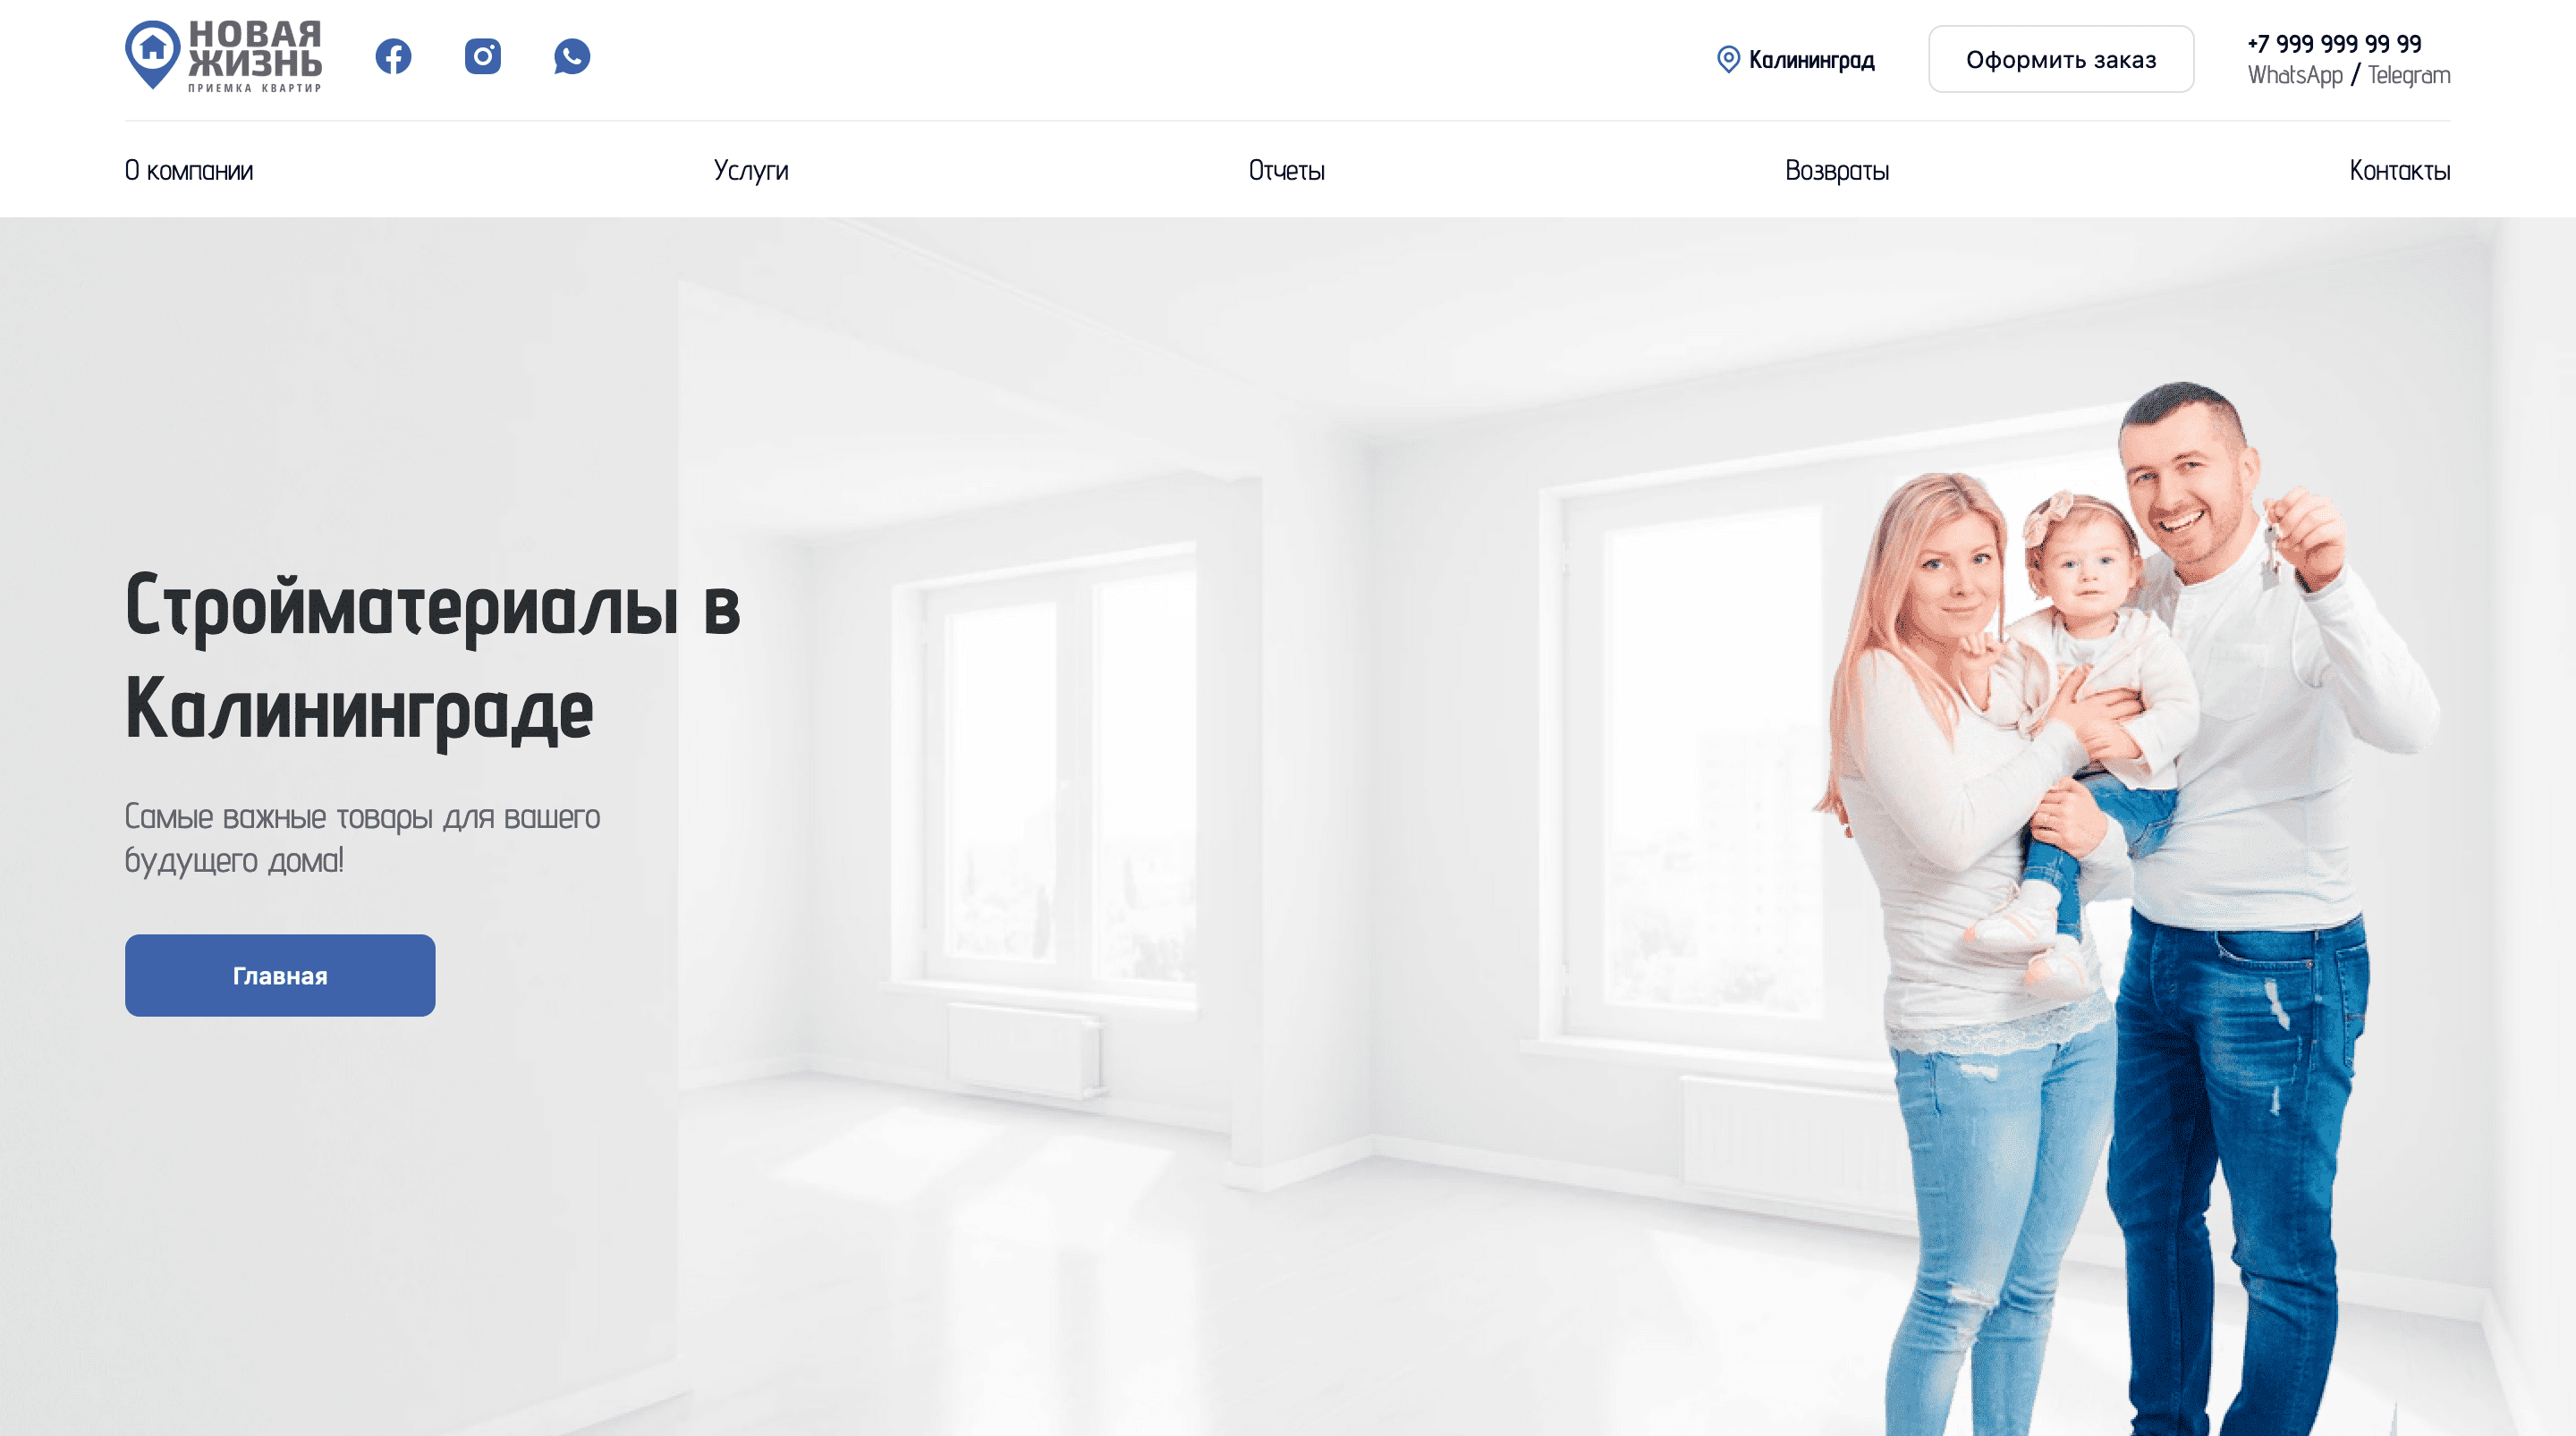 НОВАЯ
ЖИЗНЬ
ПРИЕМКА КВАРТИР
Калининград
Оформить заказ
+7 999 999 99 99
WhatsApp / Telegram
О компании
Услуги
Отчеты
Возвраты
Контакты
Стройматериалы в
Калининграде
Самые важные товары для вашего
будущего дома!
Главная